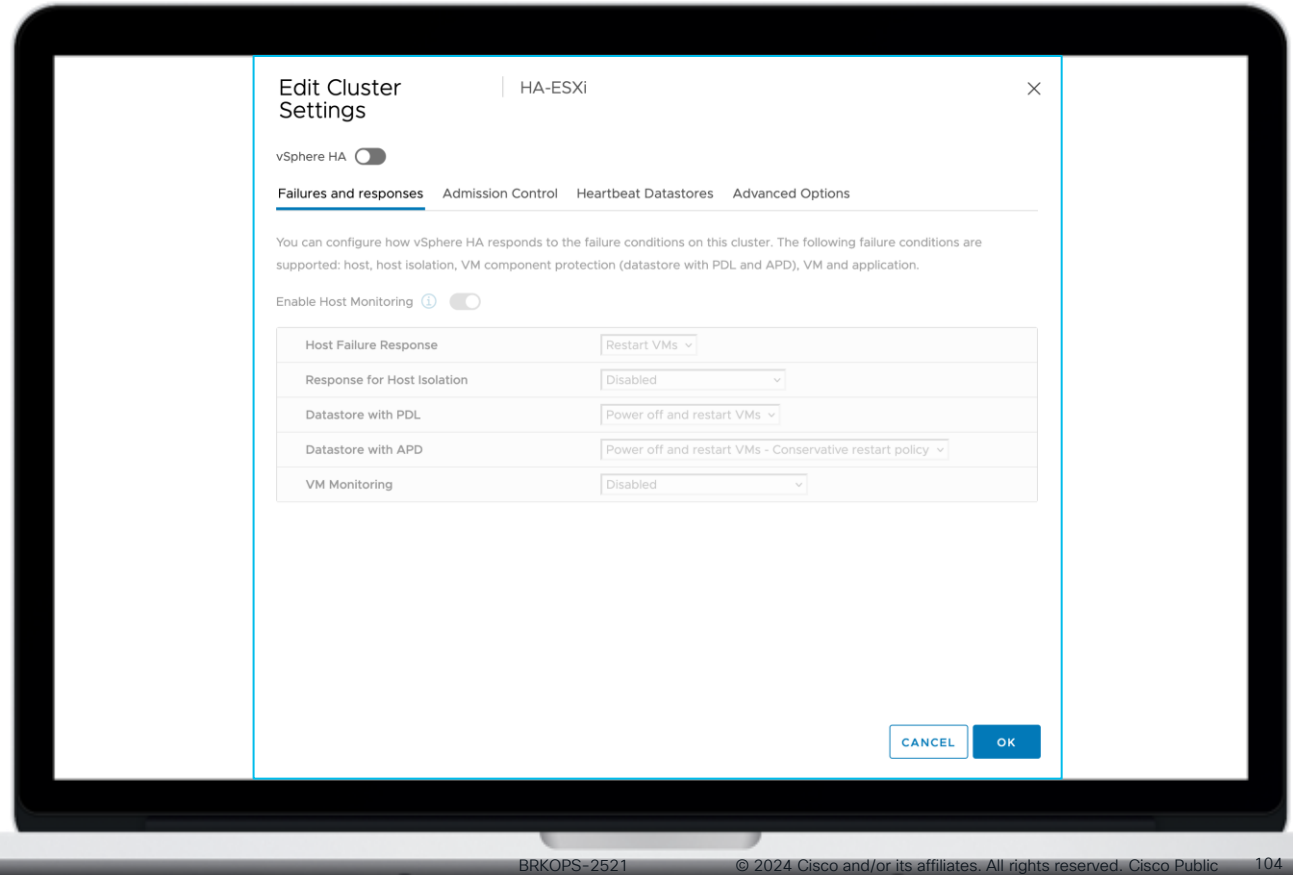 Edit Cluster
Settings
HA-ESXi
vSphere HA
Failures and responses Admission Control Heartbeat Datastores Advanced Options
You can configure how vSphere HA responds to the failure conditions on this cluster. The following failure conditions are
supported: host, host isolation, VM component protection (datastore with PDL and APD), VM and application.
Enable Host Monitoring
Host Failure Response Restart VMs
Response for Host Isolation Disabled
Datastore with PDL Power off and restart VMs
Datastore with APD Power off and restart VMs - Conservative restart policy
VM Monitoring Disabled
CANCEL OK
BRKOPS-2521 © 2024 Cisco and/or its affiliates. All rights reserved. Cisco Public 104